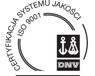 CERTYFIKACJA SYSTEMU JAKOŚCI
ISO 9001
DNV